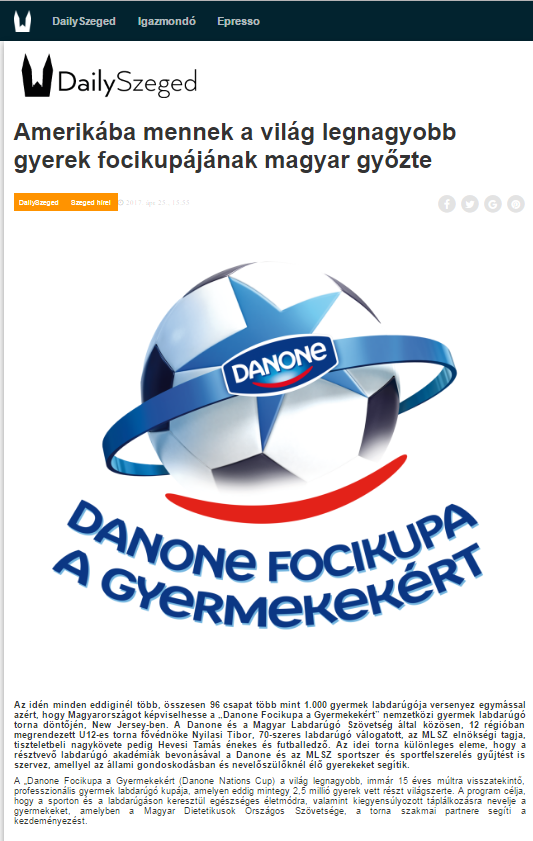 DailySzeged Igazmondó Epresso
DailySzeged
Amerikába mennek a világ legnagyobb
gyerek focikupájának magyar győzte
DailySzeged Szeged hírei 2017. ápr 25., 13:35
DANONE
DANONE FOCIKUPA
A GYERMEKEKÉRT
Az idén minden eddiginél több, összesen 96 csapat több mint 1.000 gyermek labdarúgója versenyez egymással
azért, hogy Magyarországot képviselhesse a „Danone Focikupa a Gyermekekért” nemzetközi gyermek labdarúgó
torna döntőjén, New Jersey-ben. A Danone és a Magyar Labdarúgó Szövetség által közösen, 12 régióban
megrendezett U12-es torna fővédnöke Nyilasi Tibor, 70-szeres labdarúgó válogatott, az MLSZ elnökségi tagja,
tiszteletbeli nagykövete pedig Hevesi Tamás énekes és futballedző. Az idei torna különleges eleme, hogy a
résztvevő labdarúgó akadémiák bevonásával a Danone és az MLSZ sportszer és sportfelszerelés gyűjtést is
szervez, amellyel az állami gondoskodásban és nevelőszülőknél élő gyerekeket segítik.
A „Danone Focikupa a Gyermekekért (Danone Nations Cup) a világ legnagyobb, immár 15 éves múltra visszatekintő,
professzionális gyermek labdarúgó kupája, amelyen eddig mintegy 2,5 millió gyerek vett részt világszerte. A program célja,
hogy a sporton és a labdarúgáson keresztül egészséges életmódra, valamint kiegyensúlyozott táplálkozásra nevelje a
gyermekeket, amelyben a Magyar Dietetikusok Országos Szövetsége, a torna szakmai partnere segíti a
kezdeményezést.